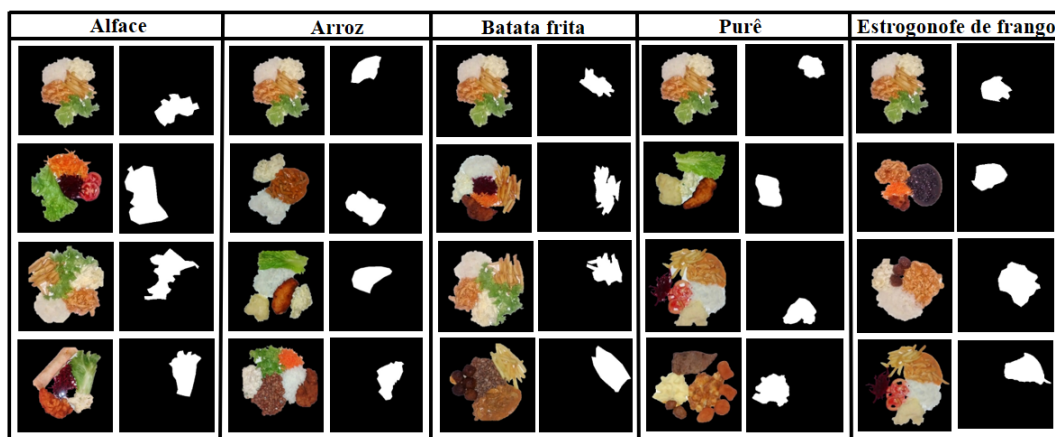 Alface
Arroz
Batata frita
Purê
Estrogonofe de frango